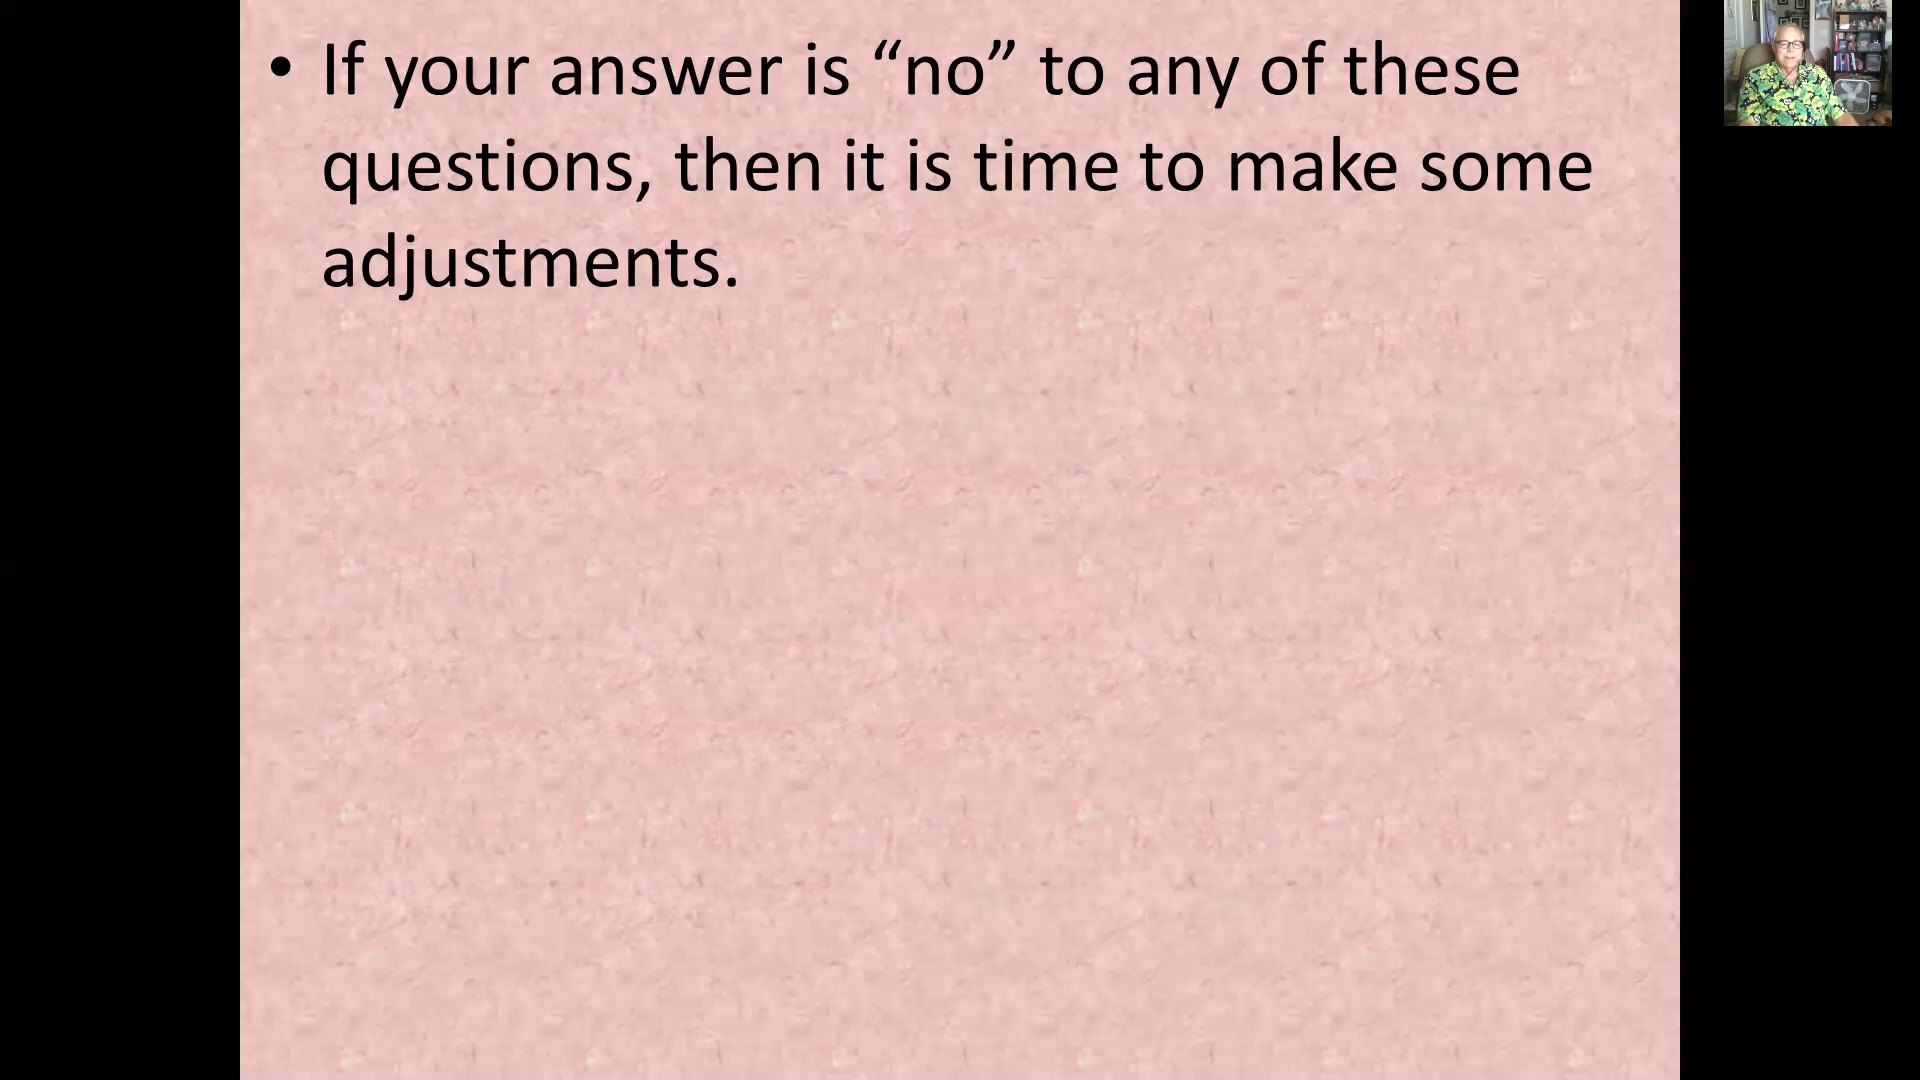 • If your answer is “no” to any of these
questions, then it is time to make some
adjustments.